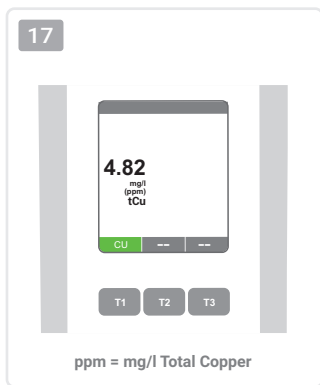 17
4.82
mg/l
(ppm)
tCu
CU -- --
T1 T2 T3
ppm = mg/l Total Copper